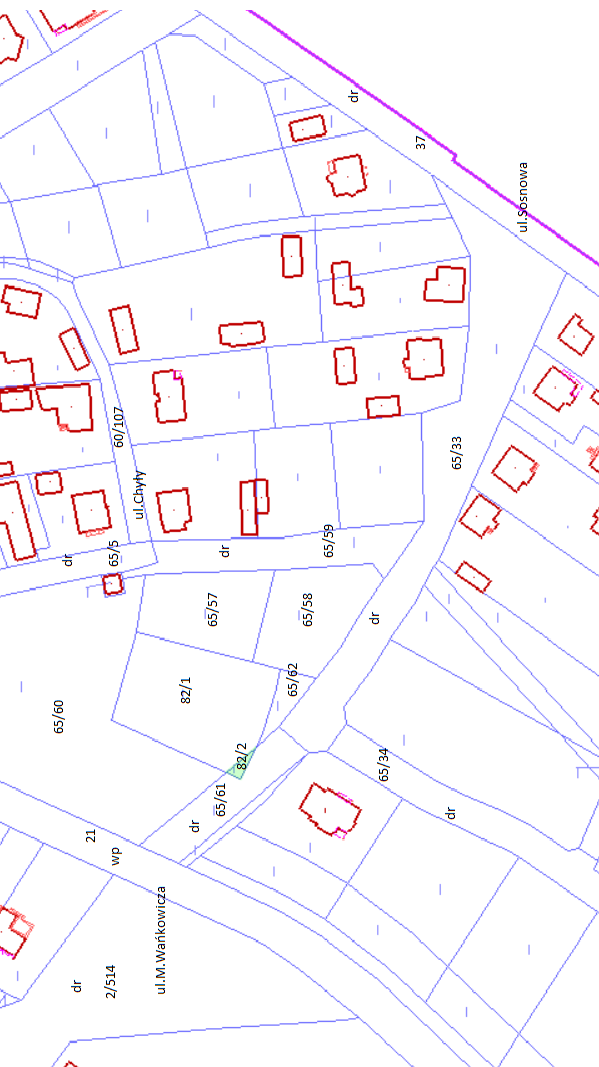 dr
37
ul.Sosnowa
60/107
65/33
ul.Chyły
dr
65/5
dr
65/59
65/57
65/58
dr
82/1
65/62
65/60
82/2
65/34
65/61
dr
dr
21
wp
ul.M.Wańkowicza
dr
2/514